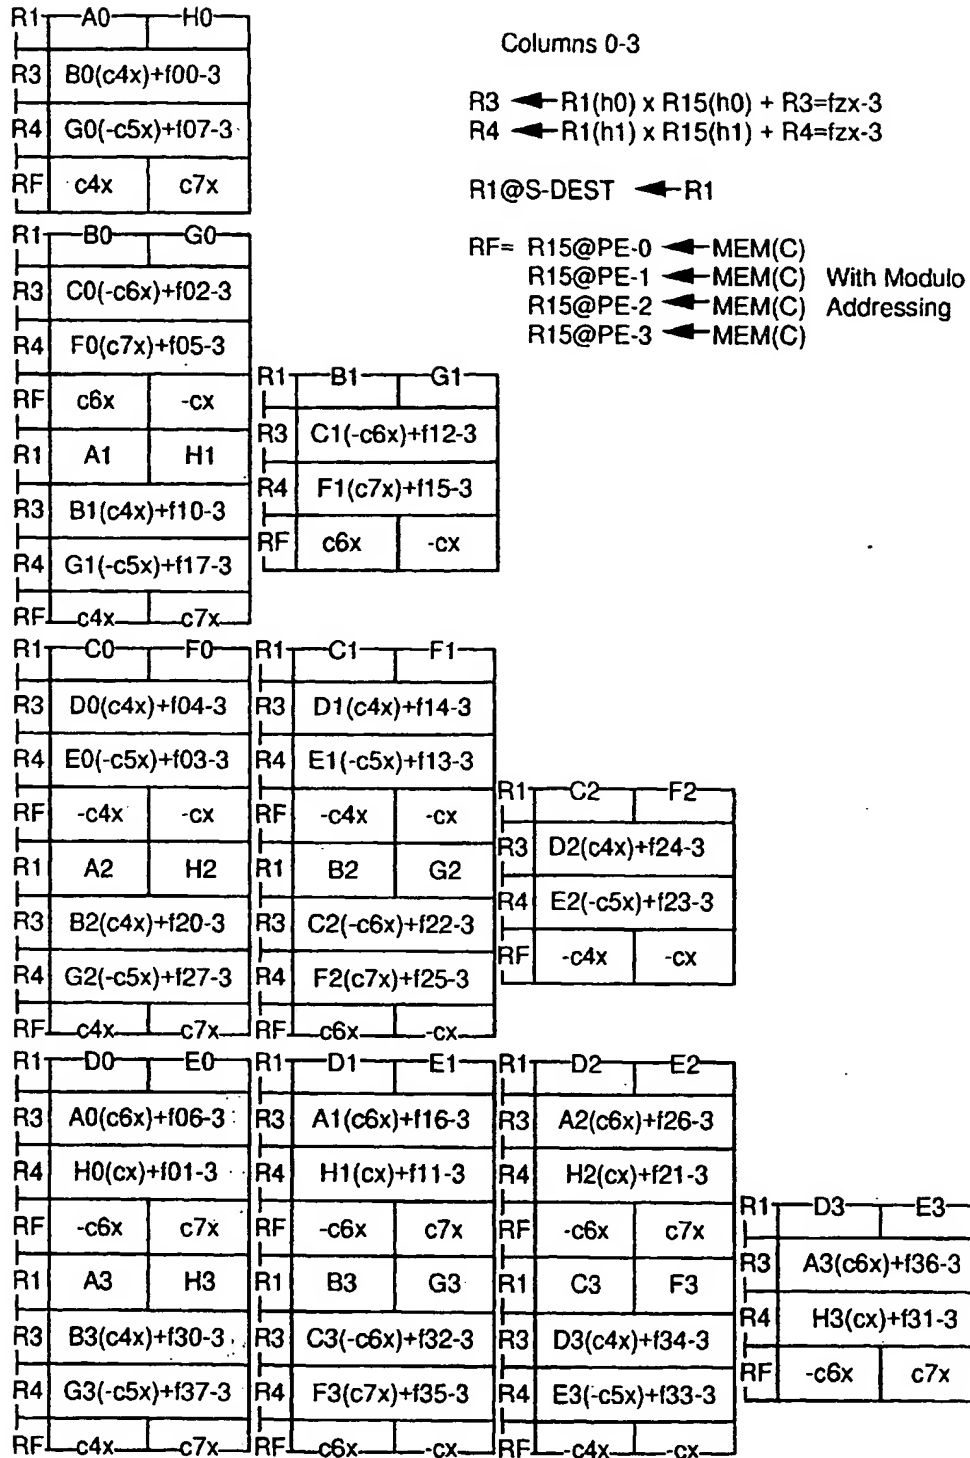 R1 A0 H0
R3 B0(c4x)+f00-3
R4 G0(-c5x)+f07-3
RF c4x c7x
Columns 0-3
R3 ◄ R1(h0) x R15(h0) + R3=fzx-3
R4 ◄ R1(h1) x R15(h1) + R4=fzx-3
R1@S-DEST ◄ R1
RF= R15@PE-0 ◄ MEM(C)
R15@PE-1 ◄ MEM(C) With Modulo
R15@PE-2 ◄ MEM(C) Addressing
R15@PE-3 ◄ MEM(C)
R1 B0 G0
R3 C0(-c6x)+f02-3
R4 F0(c7x)+f05-3
RF c6x -cx
R1 A1 H1
R3 B1(c4x)+f10-3
R4 G1(-c5x)+f17-3
RF c4x c7x
R1 B1 G1
R3 C1(-c6x)+f12-3
R4 F1(c7x)+f15-3
RF c6x -cx
R1 C0 F0
R3 D0(c4x)+f04-3
R4 E0(-c5x)+f03-3
RF -c4x -cx
R1 A2 H2
R3 B2(c4x)+f20-3
R4 G2(-c5x)+f27-3
RF c4x c7x
R1 C1 F1
R3 D1(c4x)+f14-3
R4 E1(-c5x)+f13-3
RF -c4x -cx
R1 B2 G2
R3 C2(-c6x)+f22-3
R4 F2(c7x)+f25-3
RF c6x -cx
R1 C2 F2
R3 D2(c4x)+f24-3
R4 E2(-c5x)+f23-3
RF -c4x -cx
R1 D0 E0
R3 A0(c6x)+f06-3
R4 H0(cx)+f01-3
RF -c6x c7x
R1 A3 H3
R3 B3(c4x)+f30-3
R4 G3(-c5x)+f37-3
RF c4x c7x
R1 D1 E1
R3 A1(c6x)+f16-3
R4 H1(cx)+f11-3
RF -c6x c7x
R1 B3 G3
R3 C3(-c6x)+f32-3
R4 F3(c7x)+f35-3
RF c6x -cx
R1 D2 E2
R3 A2(c6x)+f26-3
R4 H2(cx)+f21-3
RF -c6x c7x
R1 C3 F3
R3 D3(c4x)+f34-3
R4 E3(-c5x)+f33-3
RF -c4x -cx
R1 D3 E3
R3 A3(c6x)+f36-3
R4 H3(cx)+f31-3
RF -c6x c7x